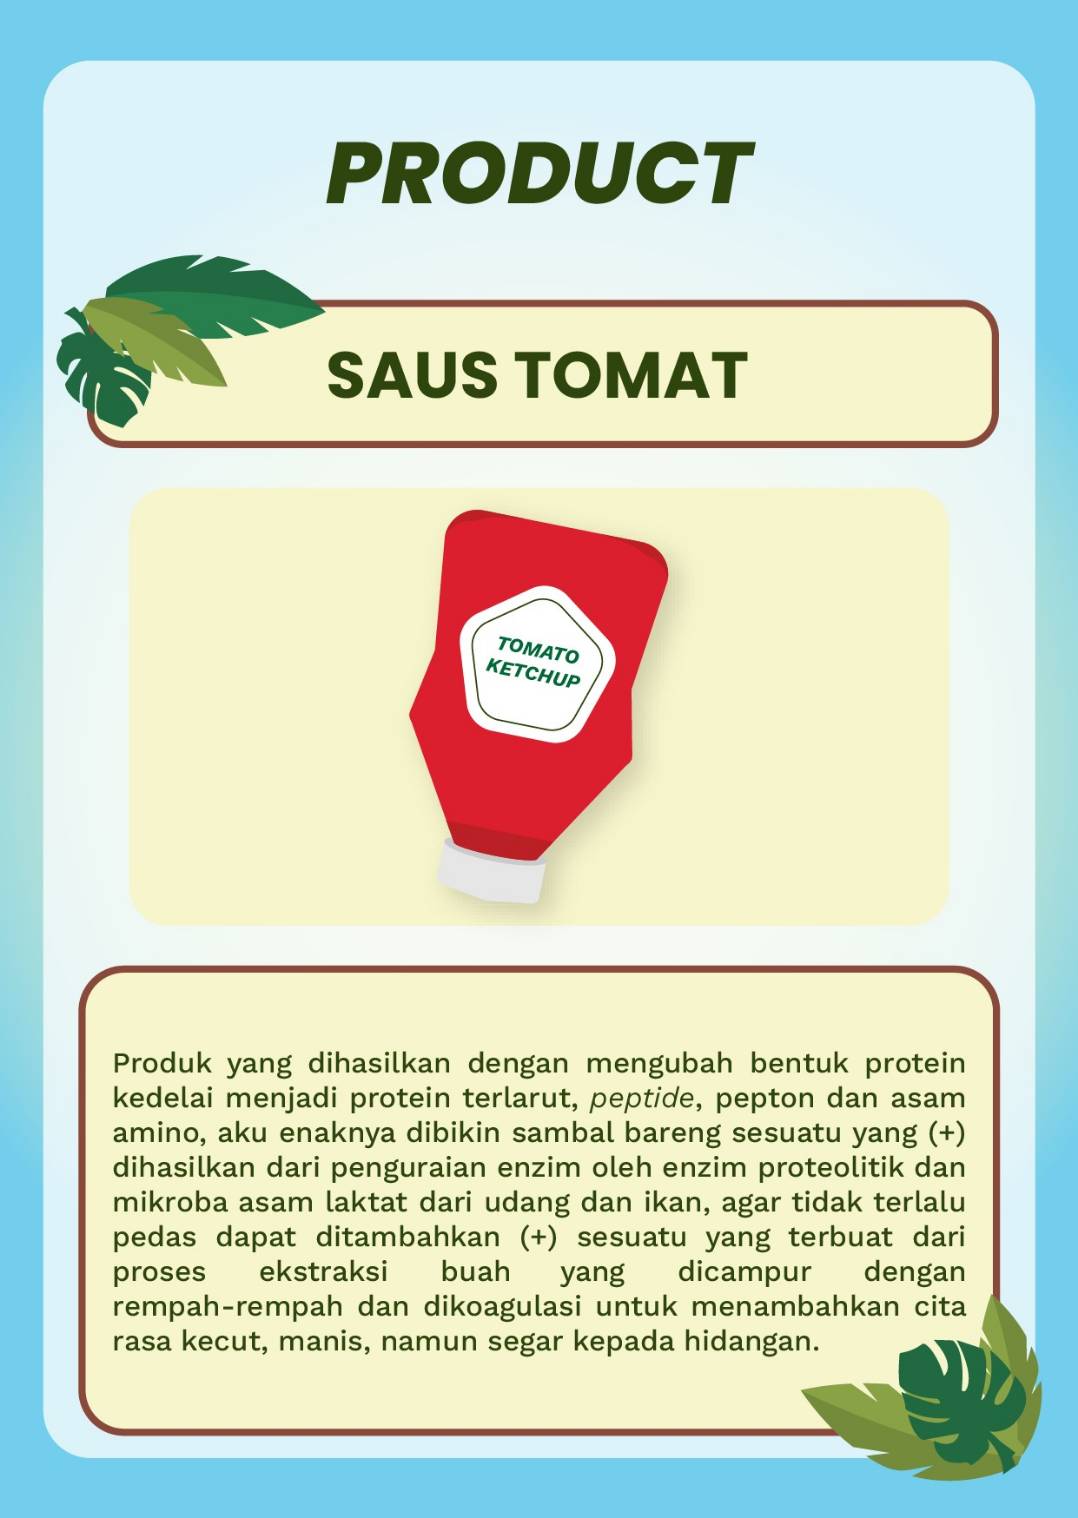 PRODUCT
SAUS TOMAT
TOMATO
KETCHUP
Produk yang dihasilkan dengan mengubah bentuk protein
kedelai menjadi protein terlarut, peptide, pepton dan asam
amino, aku enaknya dibikin sambal bareng sesuatu yang (+)
dihasilkan dari penguraian enzim oleh enzim proteolitik dan
mikroba asam laktat dari udang dan ikan, agar tidak terlalu
pedas dapat ditambahkan (+) sesuatu yang terbuat dari
proses ekstraksi buah yang dicampur dengan
rempah-rempah dan dikoagulasi untuk menambahkan cita
rasa kecut, manis, namun segar kepada hidangan.